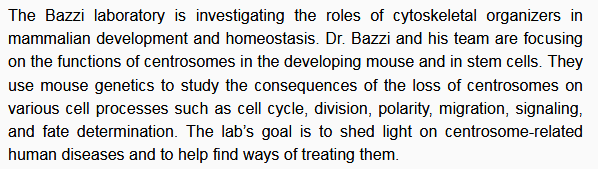 The Bazzi laboratory is investigating the roles of cytoskeletal organizers in
mammalian development and homeostasis. Dr. Bazzi and his team are focusing
on the functions of centrosomes in the developing mouse and in stem cells. They
use mouse genetics to study the consequences of the loss of centrosomes on
various cell processes such as cell cycle, division, polarity, migration, signaling,
and fate determination. The lab's goal is to shed light on centrosome-related
human diseases and to help find ways of treating them.